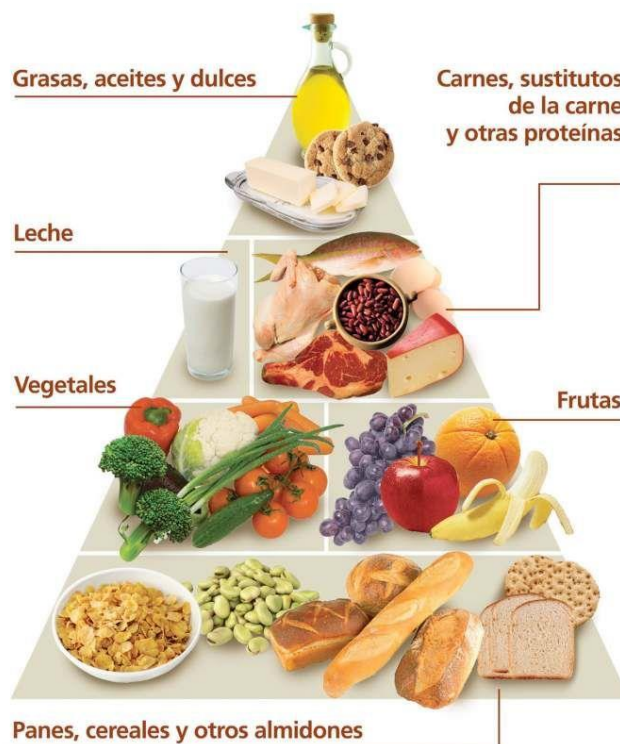 Grasas, aceites y dulces
Carnes, sustitutos
de la carne
y otras proteínas
Leche
Vegetales
Frutas
Panes, cereales y otros almidones